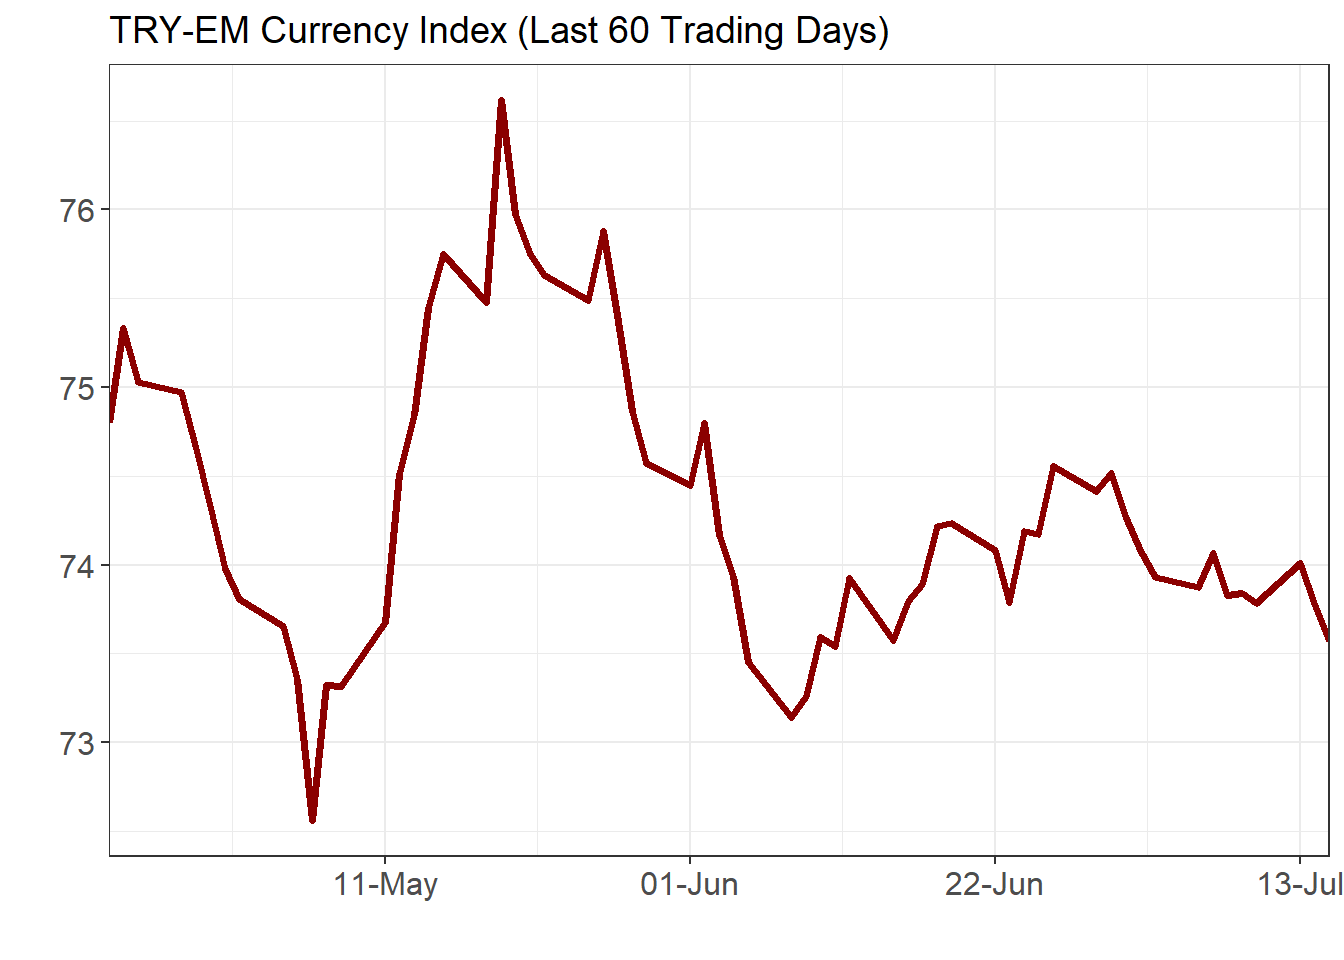 TRY-EM Currency Index (Last 60 Trading Days)
76
75
74
73
11-May
01-Jun
22-Jun
13-Jul